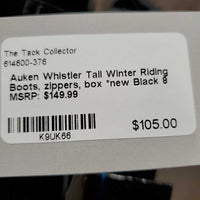 The Tack Collector
614600-376
Auken Whistler Tall Winter Riding
Boots, zippers, box *new Black 8
MSRP: $149.99
K9UK66
$105.00